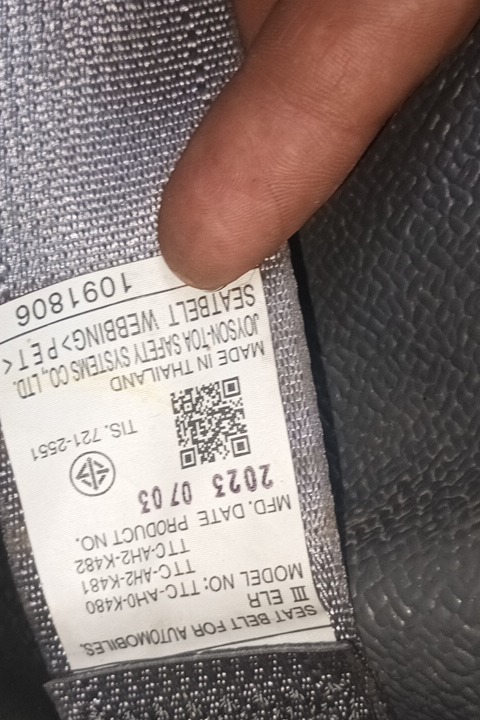 SEAT BELT FOR AUTOMOBILES.
III ELR
MODEL NO: TTC-AH0-K480
TTC-AH2-K481
TTC-AH2-K482
MFD. DATE PRODUCT NO.
2023 07 03
TIS. 721-2551
MADE IN THAILAND
JOYSON-TOA SAFETY SYSTEMS CO., LTD.
SEATBELT WEBBING>PET<
1091806